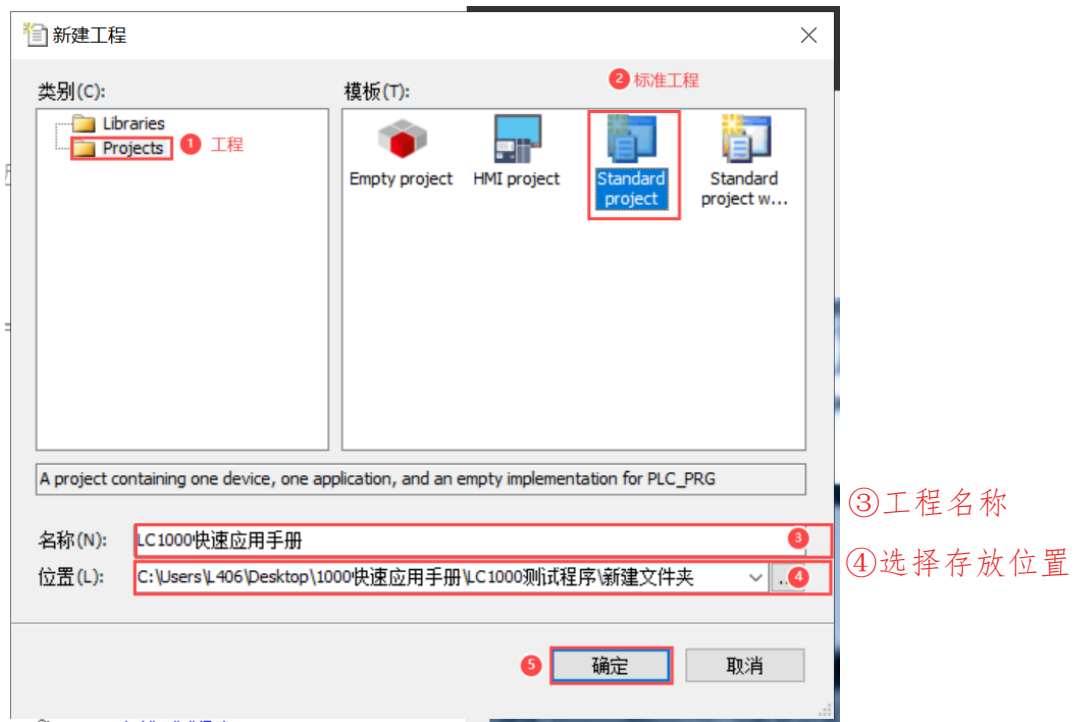 新建工程
类别(C):
模板(T):
2 标准工程
Libraries
Projects
1 工程
Empty project
HMI project
Standard
project
Standard
project w...
A project containing one device, one application, and an empty implementation for PLC_PRG
名称(N):
LC1000快速应用手册
3
③工程名称
位置(L):
C:\Users\L406\Desktop\1000快速应用手册\LC1000测试程序\新建文件夹
4
④选择存放位置
5
确定
取消